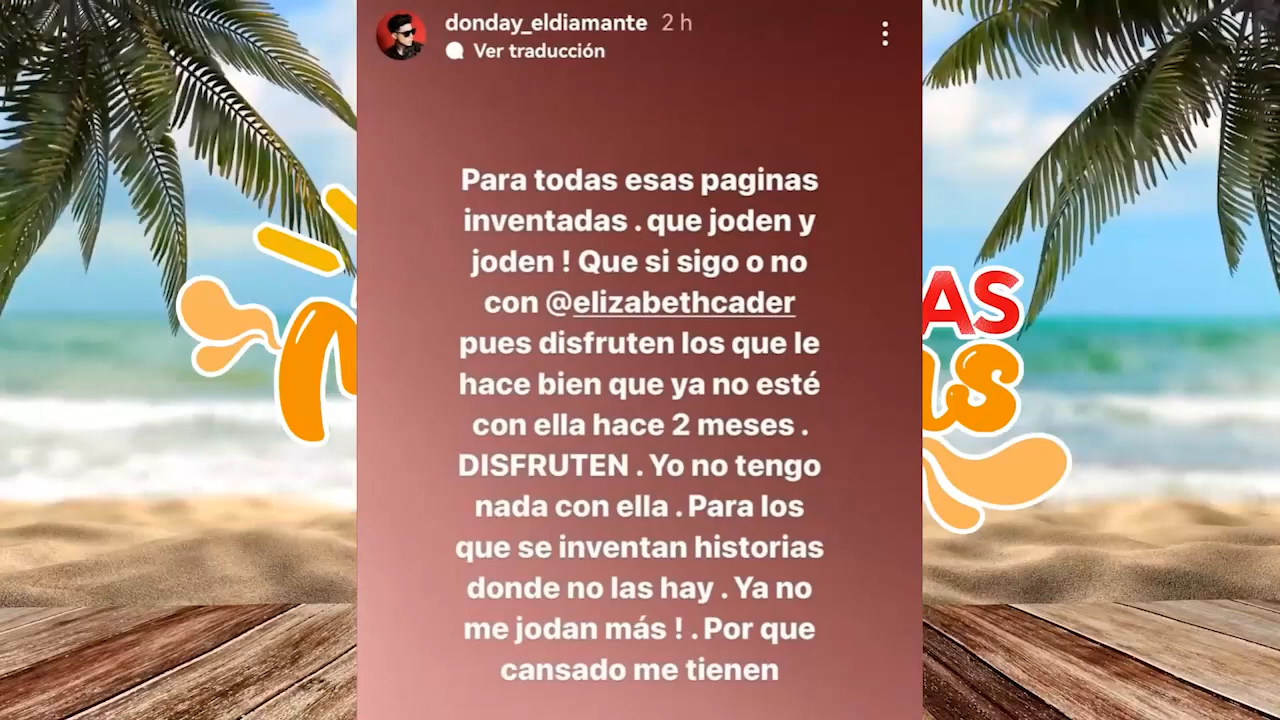 donday_eldiamante 2 h
Ver traducción
Para todas esas paginas
inventadas . que joden y
joden ! Que si sigo o no
con @elizabethcader
pues disfruten los que le
hace bien que ya no esté
con ella hace 2 meses .
DISFRUTEN . Yo no tengo
nada con ella . Para los
que se inventan historias
donde no las hay . Ya no
me jodan más ! . Por que
cansado me tienen
AS